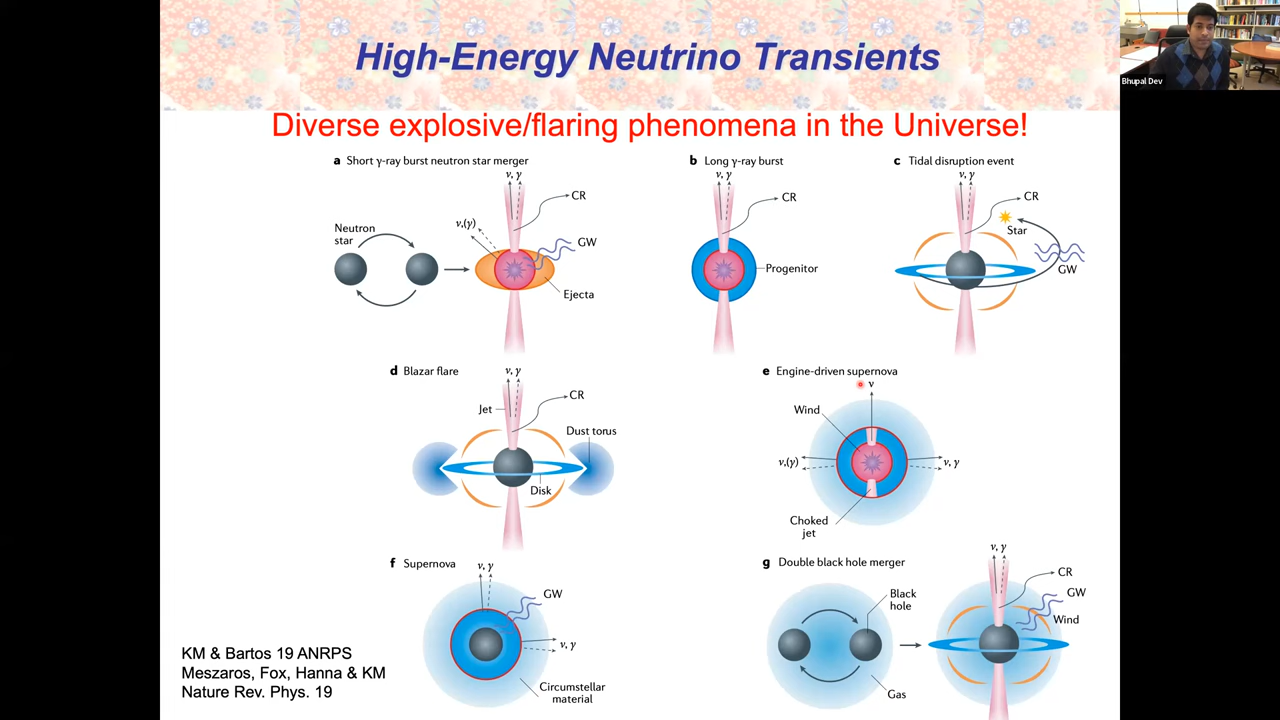 High-Energy Neutrino Transients
Bhupal Dev
Diverse explosive/flaring phenomena in the Universe!
a Short γ-ray burst neutron star merger
ν, γ
CR
ν,(γ)
Neutron
star
GW
Ejecta
b Long γ-ray burst
ν, γ
CR
Progenitor
c Tidal disruption event
ν, γ
CR
Star
GW
d Blazar flare
ν, γ
CR
Jet
Dust torus
Disk
e Engine-driven supernova
ν
Wind
ν,(γ)
ν, γ
Choked
jet
f Supernova
ν, γ
GW
ν, γ
Circumstellar
material
g Double black hole merger
ν, γ
CR
Black
hole
GW
Wind
Gas
KM & Bartos 19 ANRPS
Meszaros, Fox, Hanna & KM
Nature Rev. Phys. 19